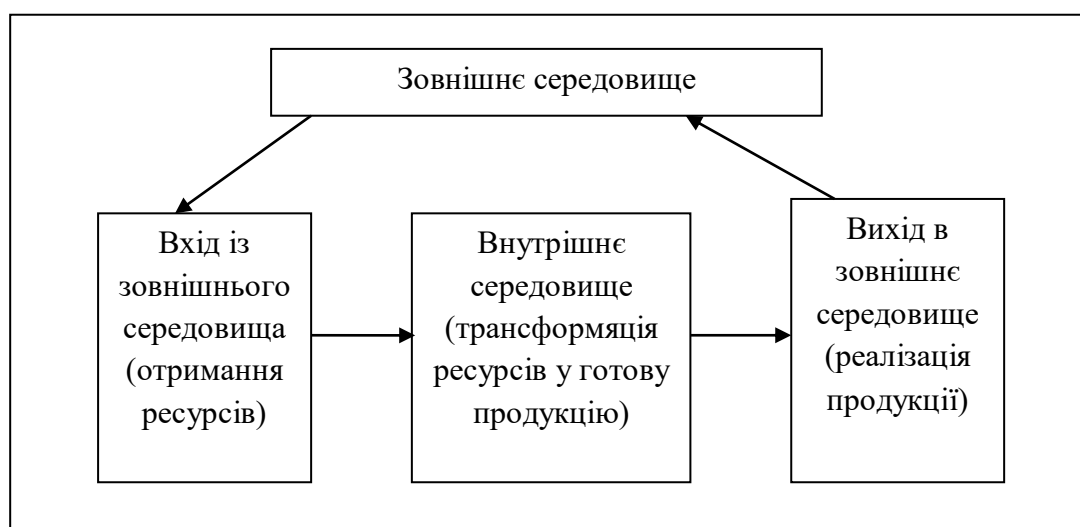 Зовнішнє середовище
Вхід із
зовнішнього
середовища
(отримання
ресурсів)
Внутрішнє
середовище
(трансформяція
ресурсів у готову
продукцію)
Вихід в
зовнішнє
середовище
(реалізація
продукції)